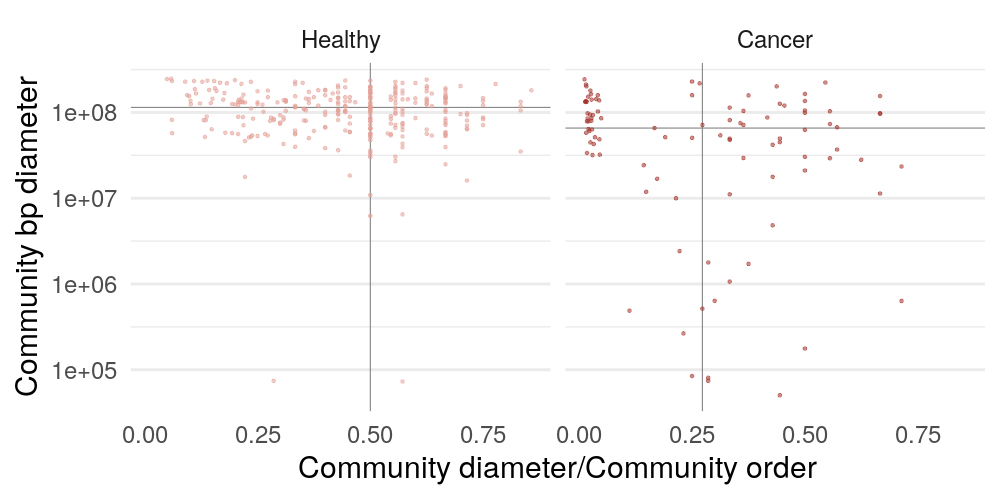 Healthy Cancer
Community bp diameter
1e+08
1e+07
1e+06
1e+05
0.00 0.25 0.50 0.75 0.00 0.25 0.50 0.75
Community diameter/Community order